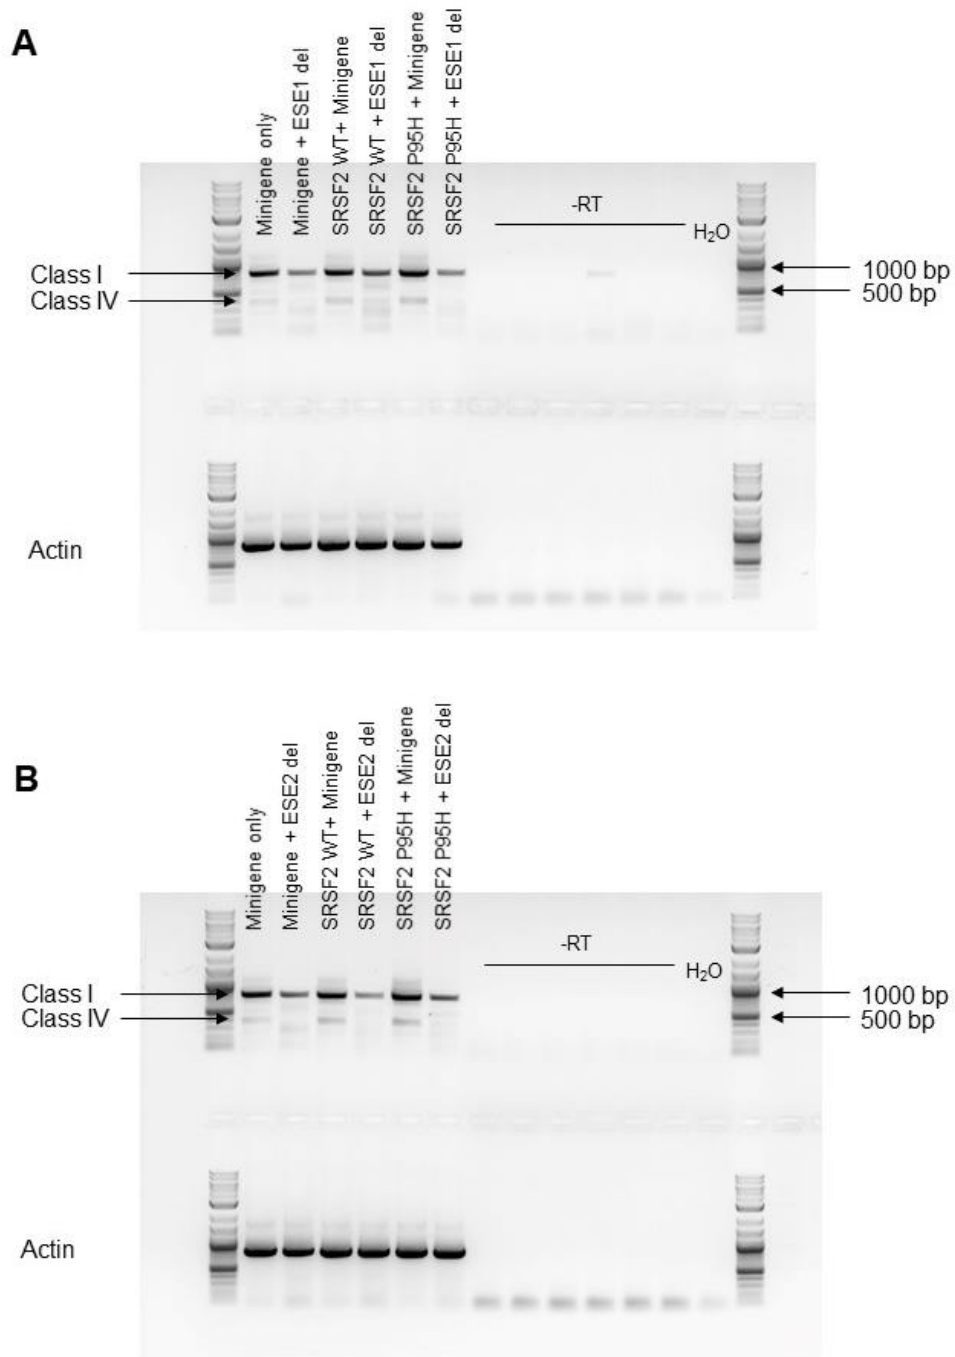 A
Minigene only
Minigene + ESE1 del
SRSF2 WT+ Minigene
SRSF2 WT + ESE1 del
SRSF2 P95H + Minigene
SRSF2 P95H + ESE1 del
-RT
H₂O
Class I
Class IV
1000 bp
500 bp
Actin
B
Minigene only
Minigene + ESE2 del
SRSF2 WT+ Minigene
SRSF2 WT + ESE2 del
SRSF2 P95H + Minigene
SRSF2 P95H + ESE2 del
-RT
H₂O
Class I
Class IV
1000 bp
500 bp
Actin